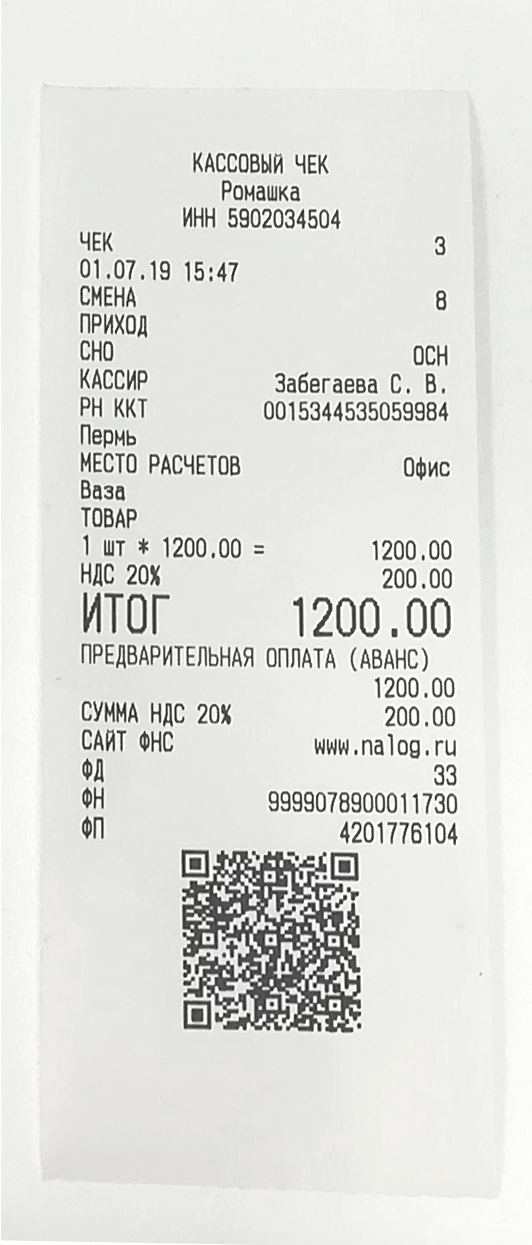 КАССОВЫЙ ЧЕК
Ромашка
ИНН 5902034504
ЧЕК 3
01.07.19 15:47
СМЕНА 8
ПРИХОД
СНО ОСН
КАССИР Забегаева С. В.
РН ККТ 0015344535059984
Пермь
МЕСТО РАСЧЕТОВ Офис
Ваза
ТОВАР
1 шт * 1200.00 = 1200.00
НДС 20% 200.00
ИТОГ 1200.00
ПРЕДВАРИТЕЛЬНАЯ ОПЛАТА (АВАНС)
1200.00
СУММА НДС 20% 200.00
САЙТ ФНС www.nalog.ru
ФД 33
ФН 9999078900011730
ФП 4201776104